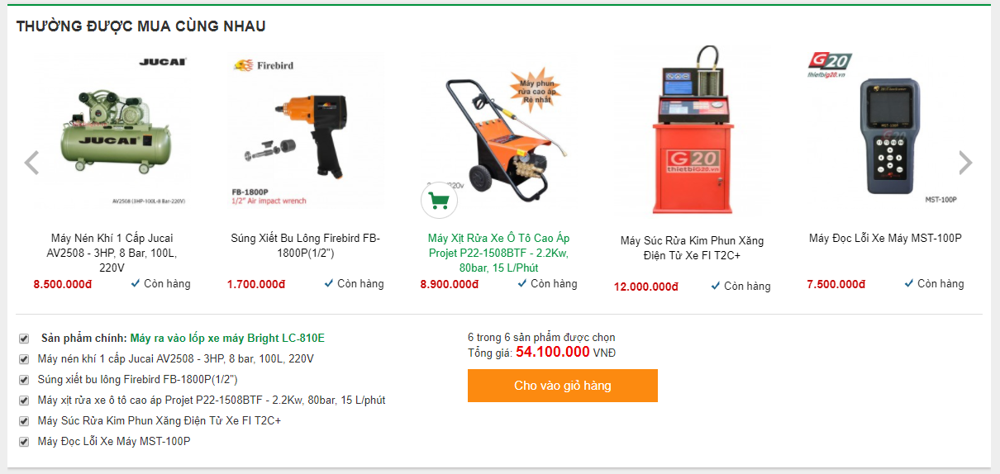 THƯỜNG ĐƯỢC MUA CÙNG NHAU
JUCAI
JUCAI
AV2508 (3HP-100L-8 Bar-220V)
Firebird
FB-1800P
1/2" Air impact wrench
Máy phun
rửa cao áp
Rẻ nhất
G20
thietbiG20.vn
G20
thietbig20.vn
MST-100P
Máy Nén Khí 1 Cấp Jucai
AV2508 - 3HP, 8 Bar, 100L,
220V
8.500.000đ
Còn hàng
Súng Xiết Bu Lông Firebird FB-
1800P(1/2")
1.700.000đ
Còn hàng
Máy Xịt Rửa Xe Ô Tô Cao Áp
Projet P22-1508BTF - 2.2Kw,
80bar, 15 L/Phút
8.900.000đ
Còn hàng
Máy Súc Rửa Kim Phun Xăng
Điện Tử Xe FI T2C+
12.000.000đ
Còn hàng
Máy Đọc Lỗi Xe Máy MST-100P
7.500.000đ
Còn hàng
Sản phẩm chính: Máy ra vào lốp xe máy Bright LC-810E
Máy nén khí 1 cấp Jucai AV2508 - 3HP, 8 bar, 100L, 220V
Súng xiết bu lông Firebird FB-1800P(1/2")
Máy xịt rửa xe ô tô cao áp Projet P22-1508BTF - 2.2Kw, 80bar, 15 L/phút
Máy Súc Rửa Kim Phun Xăng Điện Tử Xe FI T2C+
Máy Đọc Lỗi Xe Máy MST-100P
6 trong 6 sản phẩm được chọn
Tổng giá: 54.100.000 VNĐ
Cho vào giỏ hàng